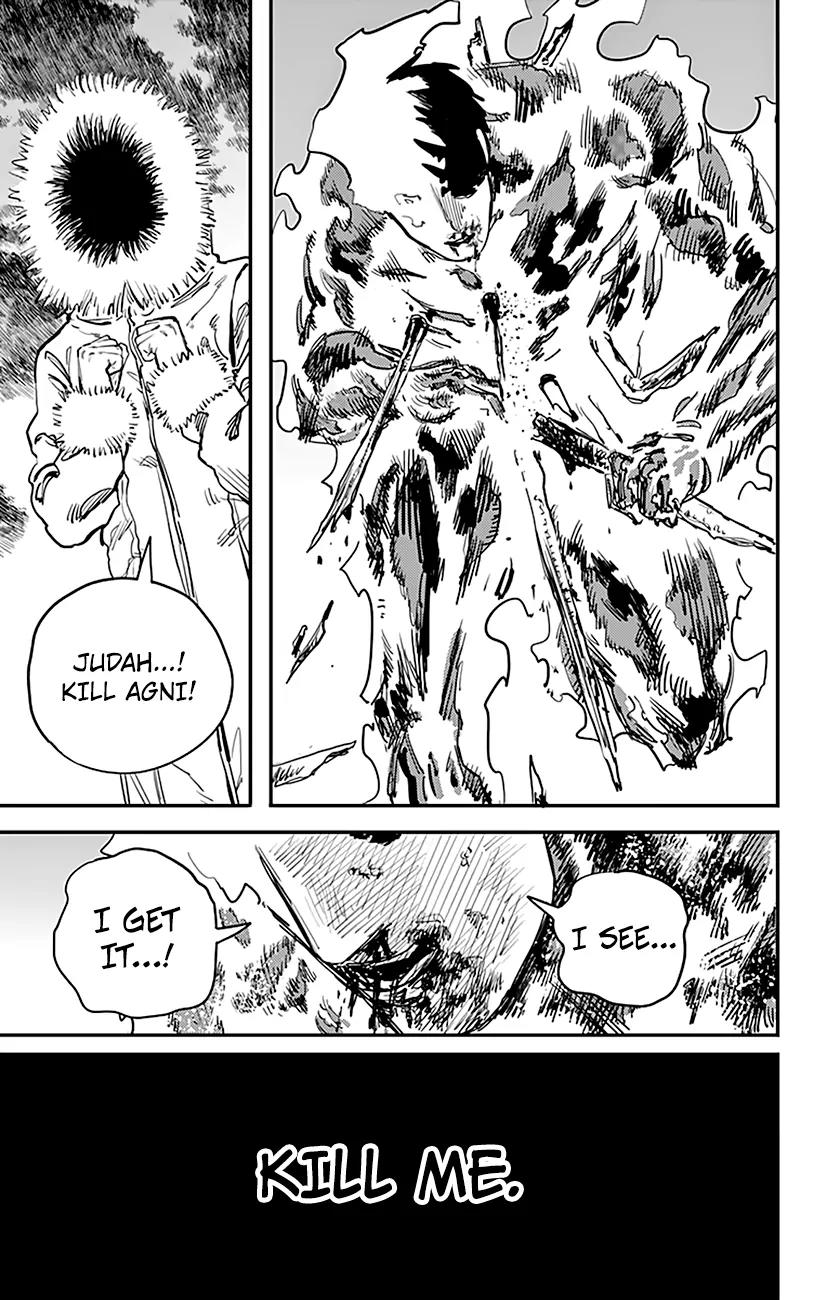 JUDAH...!
KILL AGNI!
I SEE...
I GET
IT...!
KILL ME.